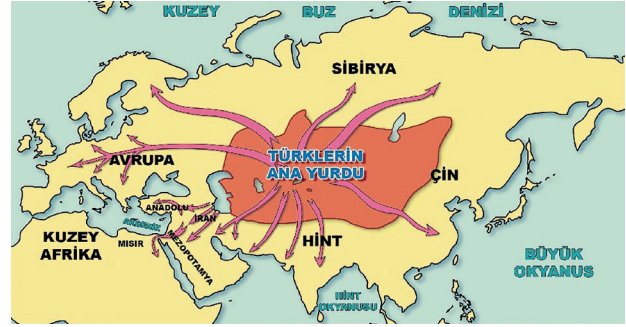 KUZEY BUZ DENİZİ
SİBİRYA
TÜRKLERİN
ANA YURDU
AVRUPA
ÇİN
ANADOLU
İRAN
AKDENİZ
KUZEY
AFRİKA
MISIR
MEZOPOTAMYA
HİNT
HİNT
OKYANUSU
BÜYÜK
OKYANUS